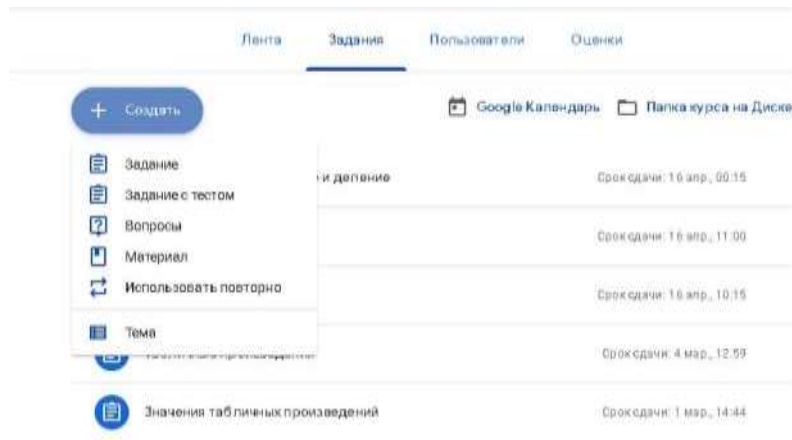 Лента Задания Пользователи Оценки
Создать Google Календарь Папка курса на Диске
Задание
и деление Срок сдачи: 16 апр., 09:15
Задание с тестом
Вопросы
Срок сдачи: 16 апр., 11:00
Материал
Использовать повторно
Срок сдачи: 16 апр., 10:15
Тема
Срок сдачи: 4 мар., 12:59
Значения табличных произведений Срок сдачи: 1 мар., 14:44